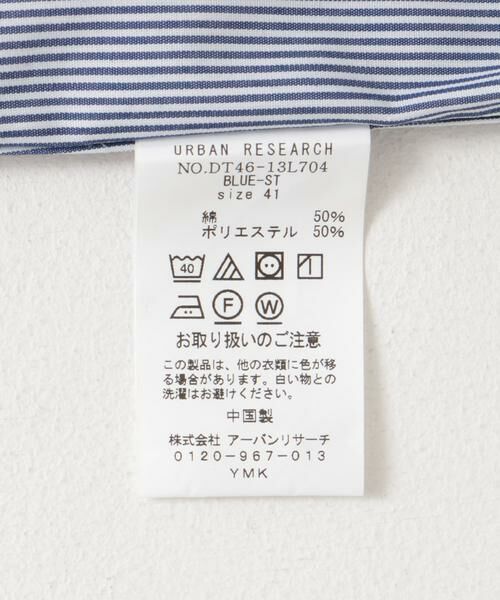 URBAN RESEARCH
NO.DT46-13L704
BLUE-ST
size 41
綿 50%
ポリエステル 50%
40
F W
お取り扱いのご注意
この製品は、他の衣類に色が移
る場合があります。白い物との
洗濯はお避けください。
中国製
株式会社 アーバンリサーチ
0120-967-013
YMK